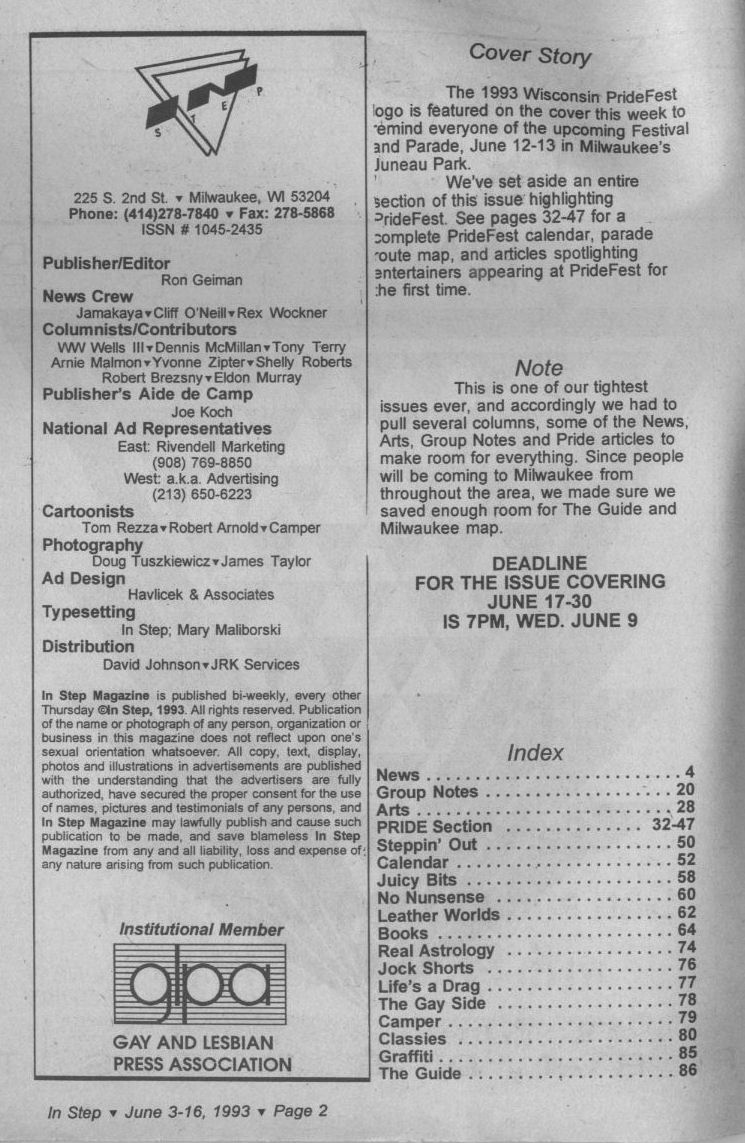 S T E P
225 S. 2nd St. ▼ Milwaukee, WI 53204
Phone: (414)278-7840 ▼ Fax: 278-5868
ISSN # 1045-2435
Publisher/Editor
Ron Geiman
News Crew
Jamakaya▼Cliff O'Neill▼Rex Wockner
Columnists/Contributors
WW Wells III▼Dennis McMillan▼Tony Terry
Arnie Malmon▼Yvonne Zipter▼Shelly Roberts
Robert Brezsny▼Eldon Murray
Publisher's Aide de Camp
Joe Koch
National Ad Representatives
East: Rivendell Marketing
(908) 769-8850
West: a.k.a. Advertising
(213) 650-6223
Cartoonists
Tom Rezza▼Robert Arnold▼Camper
Photography
Doug Tuszkiewicz▼James Taylor
Ad Design
Havlicek & Associates
Typesetting
In Step; Mary Maliborski
Distribution
David Johnson▼JRK Services
In Step Magazine is published bi-weekly, every other
Thursday ©In Step, 1993. All rights reserved. Publication
of the name or photograph of any person, organization or
business in this magazine does not reflect upon one's
sexual orientation whatsoever. All copy, text, display,
photos and illustrations in advertisements are published
with the understanding that the advertisers are fully
authorized, have secured the proper consent for the use
of names, pictures and testimonials of any persons, and
In Step Magazine may lawfully publish and cause such
publication to be made, and save blameless In Step
Magazine from any and all liability, loss and expense of
any nature arising from such publication.
Institutional Member
gpa
GAY AND LESBIAN
PRESS ASSOCIATION
Cover Story
The 1993 Wisconsin PrideFest
logo is featured on the cover this week to
remind everyone of the upcoming Festival
and Parade, June 12-13 in Milwaukee's
Juneau Park.
We've set aside an entire
section of this issue highlighting
PrideFest. See pages 32-47 for a
complete PrideFest calendar, parade
route map, and articles spotlighting
entertainers appearing at PrideFest for
the first time.
Note
This is one of our tightest
issues ever, and accordingly we had to
pull several columns, some of the News,
Arts, Group Notes and Pride articles to
make room for everything. Since people
will be coming to Milwaukee from
throughout the area, we made sure we
saved enough room for The Guide and
Milwaukee map.
DEADLINE
FOR THE ISSUE COVERING
JUNE 17-30
IS 7PM, WED. JUNE 9
Index
News . . . . . . . . . . . . . . . . . . . . . . . . . . 4
Group Notes . . . . . . . . . . . . . . . . . . . 20
Arts . . . . . . . . . . . . . . . . . . . . . . . . . . 28
PRIDE Section . . . . . . . . . . . . . . 32-47
Steppin' Out . . . . . . . . . . . . . . . . . . . 50
Calendar . . . . . . . . . . . . . . . . . . . . . . 52
Juicy Bits . . . . . . . . . . . . . . . . . . . . . 58
No Nunsense . . . . . . . . . . . . . . . . . . 60
Leather Worlds . . . . . . . . . . . . . . . . . 62
Books . . . . . . . . . . . . . . . . . . . . . . . . 64
Real Astrology . . . . . . . . . . . . . . . . . 74
Jock Shorts . . . . . . . . . . . . . . . . . . . 76
Life's a Drag . . . . . . . . . . . . . . . . . . . 77
The Gay Side . . . . . . . . . . . . . . . . . . 78
Camper . . . . . . . . . . . . . . . . . . . . . . . 79
Classies . . . . . . . . . . . . . . . . . . . . . . 80
Graffiti . . . . . . . . . . . . . . . . . . . . . . . . 85
The Guide . . . . . . . . . . . . . . . . . . . . . 86
In Step ▼ June 3-16, 1993 ▼ Page 2